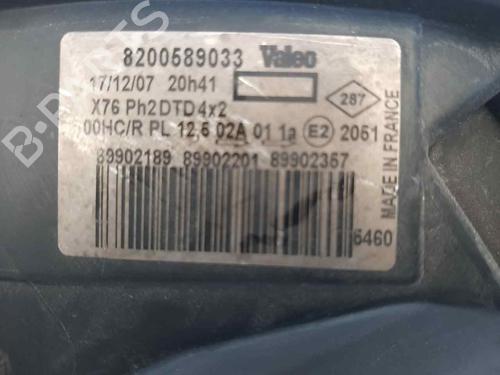 8200589033 Valeo
17/12/07 20h41
X76 Ph2DTD4x2
287
00HC/R PL 12,5 02A 01 1a E2 2051
89902189 89902201 89902357
6460
MADE IN FRANCE
B-PARTS